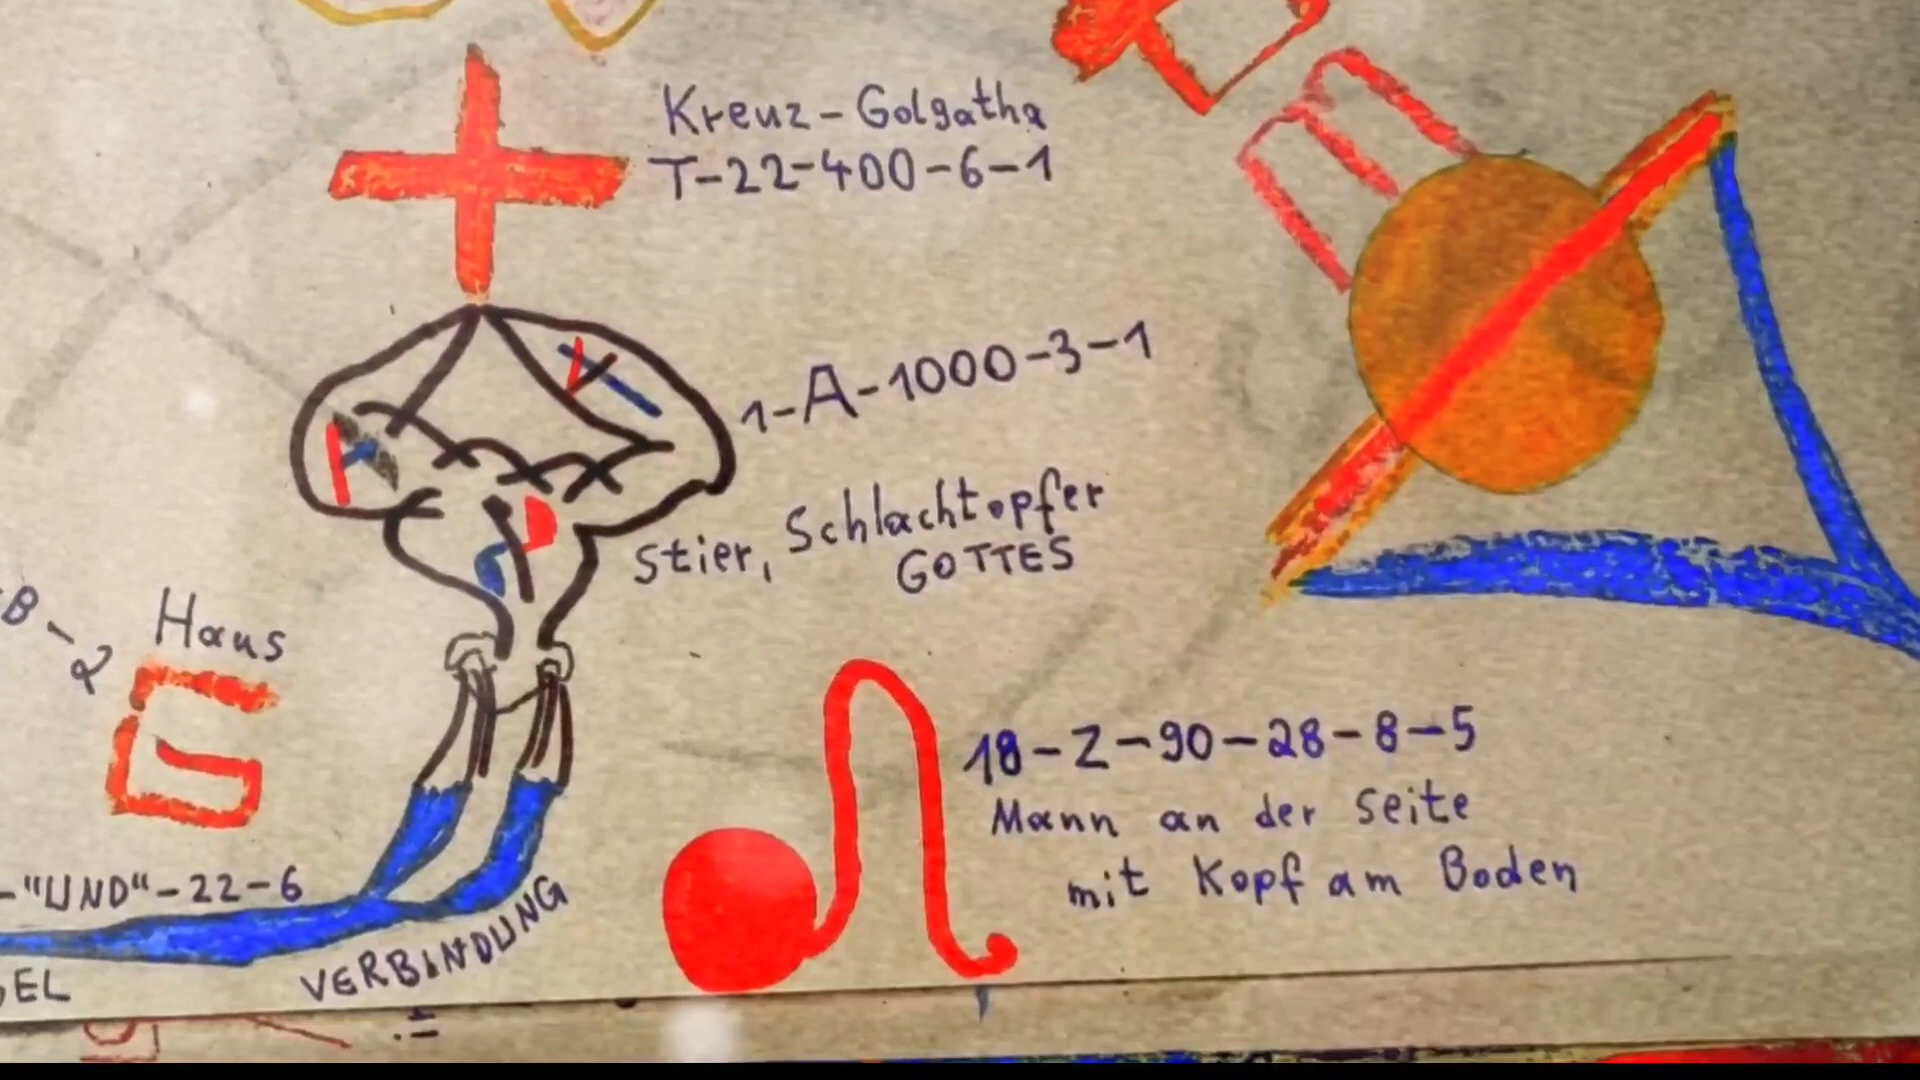 Kreuz-Golgatha
T-22-400-6-1
1-A-1000-3-1
Stier, Schlachtopfer
GOTTES
B-2
Haus
18-Z-90-28-8-5
Mann an der Seite
mit Kopf am Boden
-"UND"-22-6
VERBINDUNG
EL